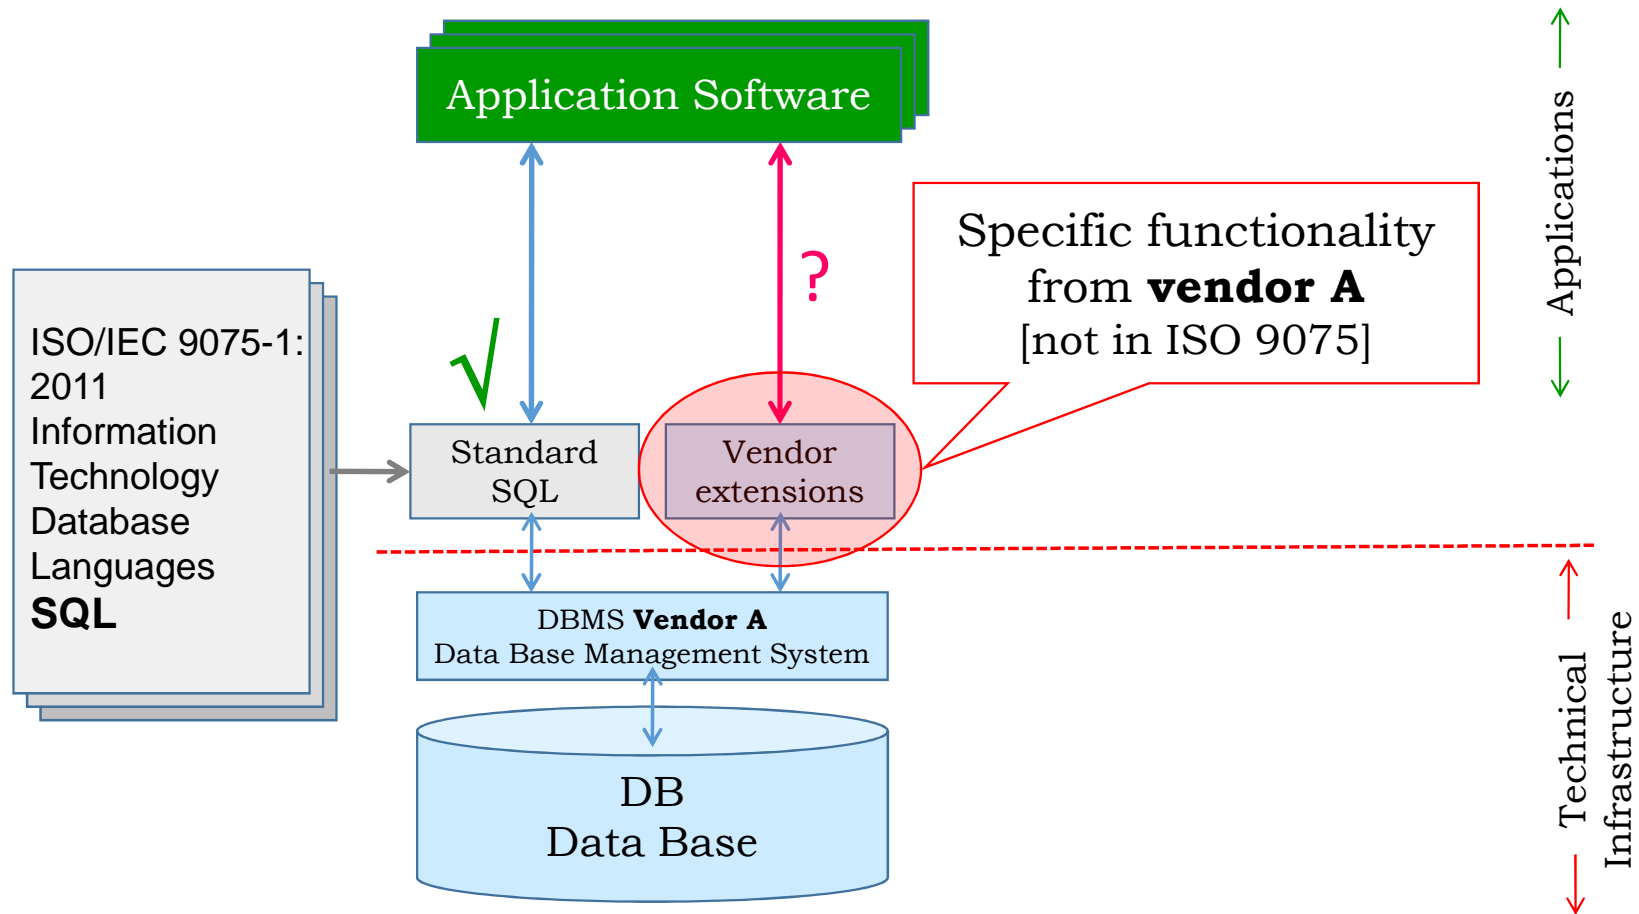 Application Software
Applications
Specific functionality
from vendor A
[not in ISO 9075]
?
√
ISO/IEC 9075-1:
2011
Information
Technology
Database
Languages
SQL
Standard
SQL
Vendor
extensions
DBMS Vendor A
Data Base Management System
DB
Data Base
Technical
Infrastructure